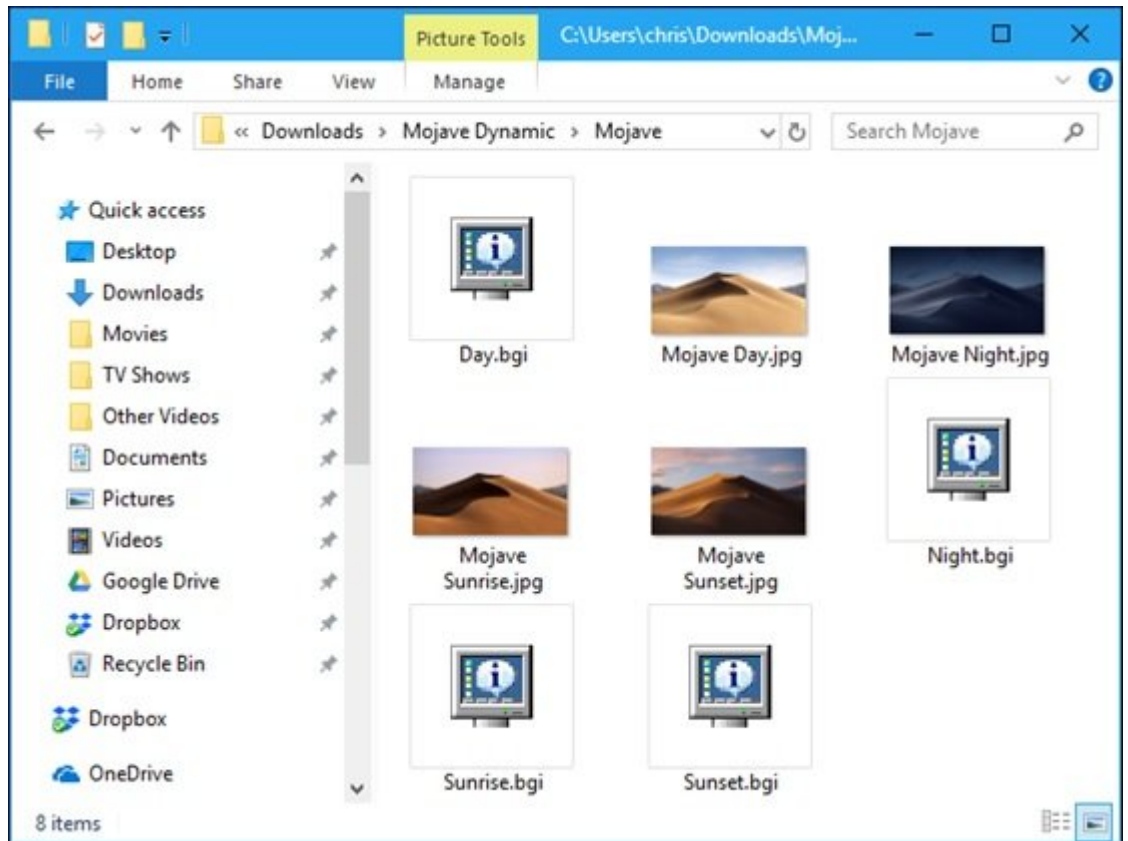 Picture Tools C:\Users\chris\Downloads\Moj...
File Home Share View Manage
« Downloads › Mojave Dynamic › Mojave Search Mojave
Quick access
Desktop
Downloads
Movies
TV Shows
Other Videos
Documents
Pictures
Videos
Google Drive
Dropbox
Recycle Bin
Dropbox
OneDrive
Day.bgi
Mojave Day.jpg
Mojave Night.jpg
Mojave
Sunrise.jpg
Mojave
Sunset.jpg
Night.bgi
Sunrise.bgi
Sunset.bgi
8 items